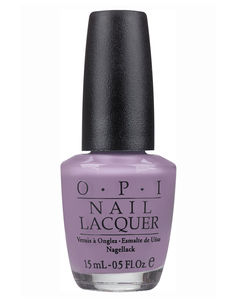 O·P·I
NAIL
LACQUER
Vernis à Ongles - Esmalte de Uñas
Nagellack
15 mL-0.5 Fl. Oz. ℮